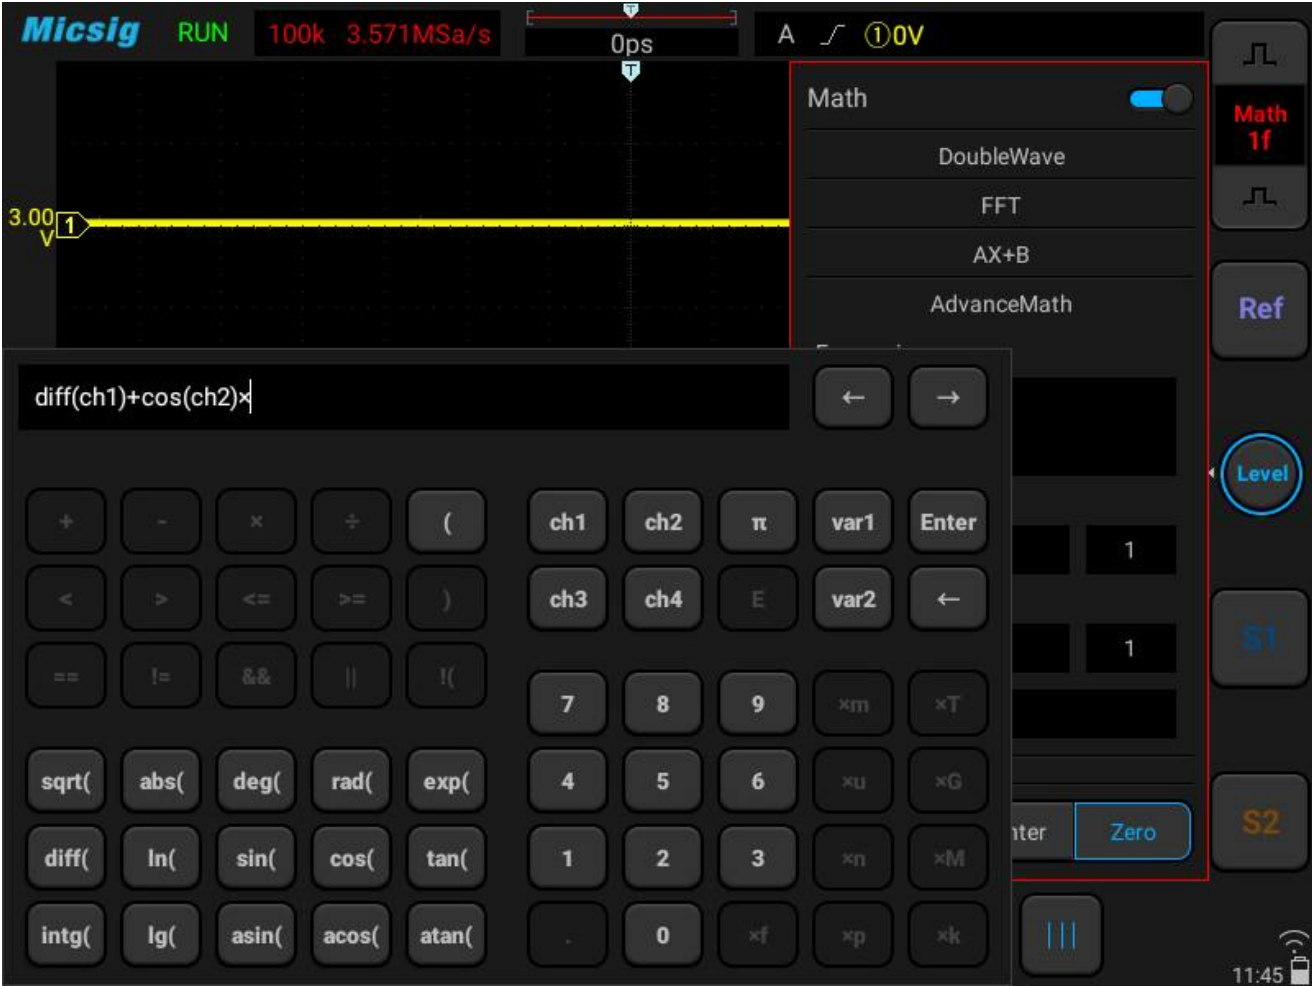 Micsig RUN 100k 3.571MSa/s T 0ps A ①0V
T
Math
Math
1f
DoubleWave
FFT
3.00
V
1
AX+B
AdvanceMath
Ref
diff(ch1)+cos(ch2)× ← →
Level
+ - × ÷ ( ch1 ch2 π var1 Enter
1
< > <= >= ) ch3 ch4 E var2 ←
1
S1
== != && || !(
7 8 9 ×m ×T
sqrt( abs( deg( rad( exp( 4 5 6 ×u ×G
nter Zero
S2
diff( ln( sin( cos( tan( 1 2 3 ×n ×M
intg( lg( asin( acos( atan( . 0 ×f ×p ×k
11:45